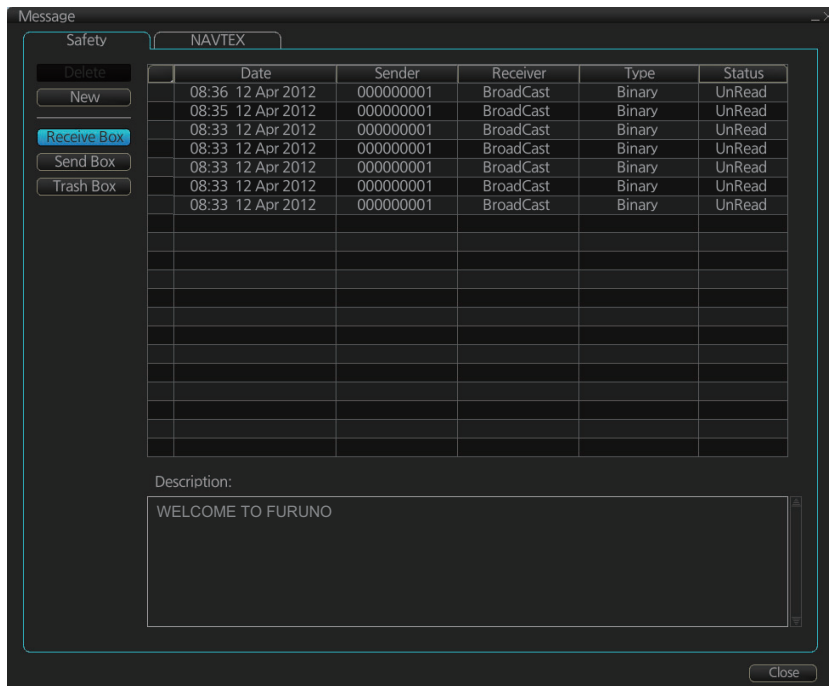 Message
Safety NAVTEX
Delete
New
Receive Box
Send Box
Trash Box
Date Sender Receiver Type Status
08:36 12 Apr 2012 000000001 BroadCast Binary UnRead
08:35 12 Apr 2012 000000001 BroadCast Binary UnRead
08:33 12 Apr 2012 000000001 BroadCast Binary UnRead
08:33 12 Apr 2012 000000001 BroadCast Binary UnRead
08:33 12 Apr 2012 000000001 BroadCast Binary UnRead
08:33 12 Apr 2012 000000001 BroadCast Binary UnRead
08:33 12 Apr 2012 000000001 BroadCast Binary UnRead
Description:
WELCOME TO FURUNO
Close